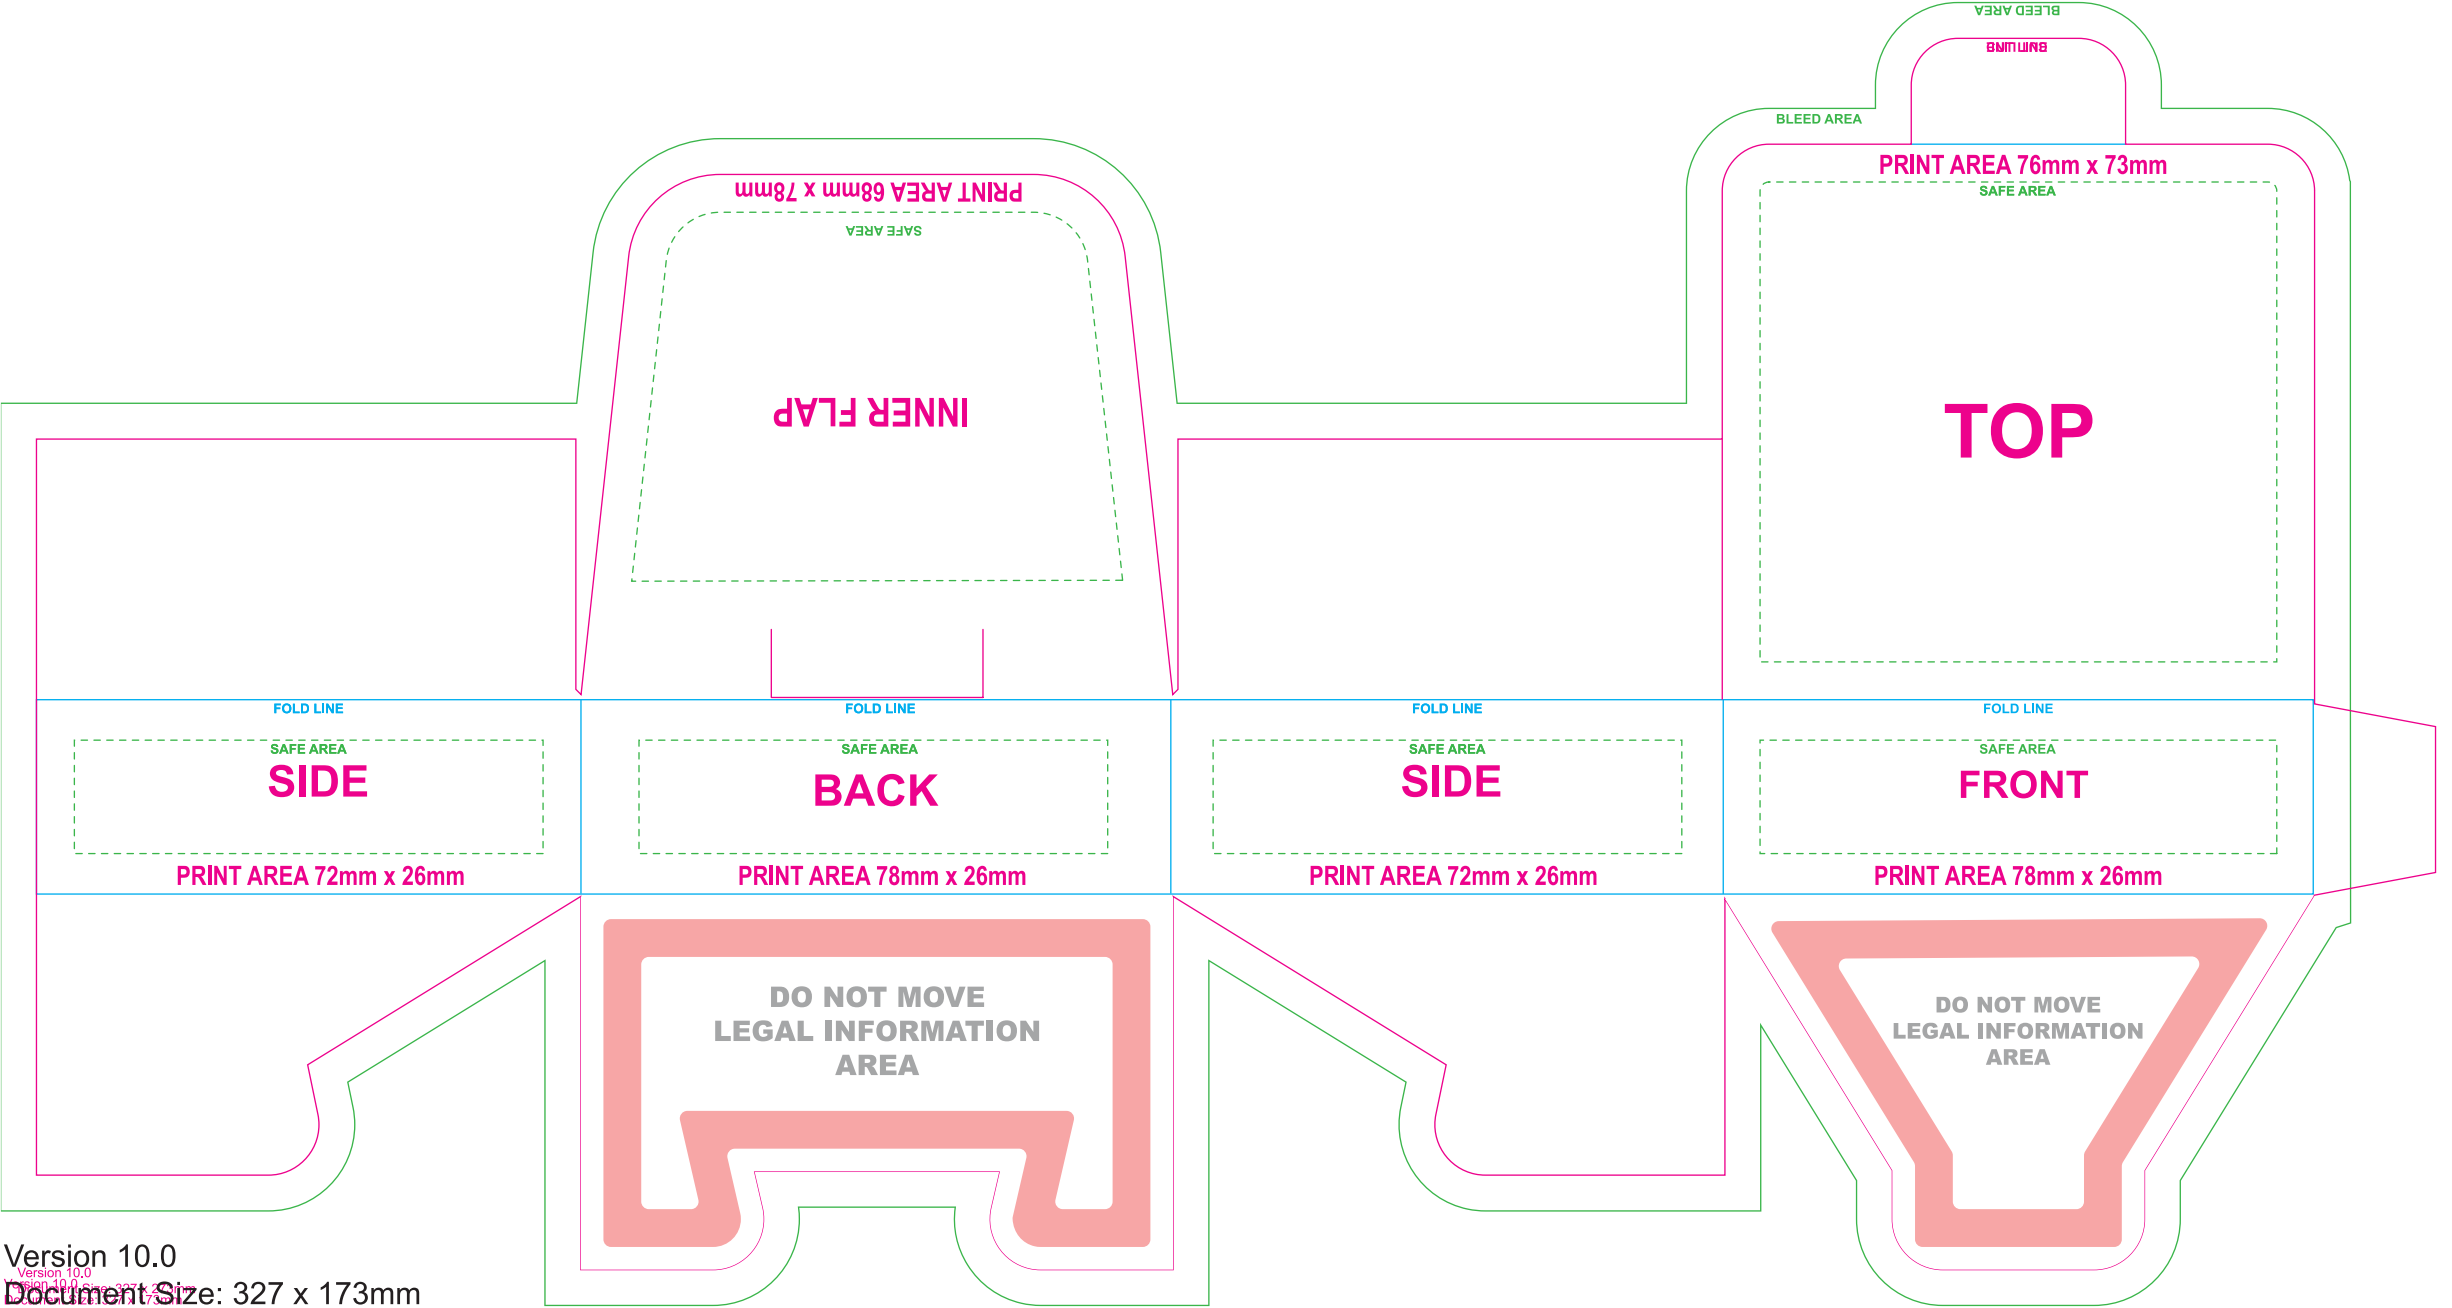 BLEED AREA
BLEED AREA
PRINT AREA 76mm x 73mm
SAFE AREA
TOP
PRINT AREA 68mm x 78mm
SAFE AREA
INNER FLAP
FOLD LINE
FOLD LINE
FOLD LINE
FOLD LINE
SAFE AREA
SIDE
PRINT AREA 72mm x 26mm
SAFE AREA
BACK
PRINT AREA 78mm x 26mm
SAFE AREA
SIDE
PRINT AREA 72mm x 26mm
SAFE AREA
FRONT
PRINT AREA 78mm x 26mm
DO NOT MOVE
LEGAL INFORMATION
AREA
DO NOT MOVE
LEGAL INFORMATION
AREA
Version 10.0
Version 10.0
Document Size: 327 x 173mm